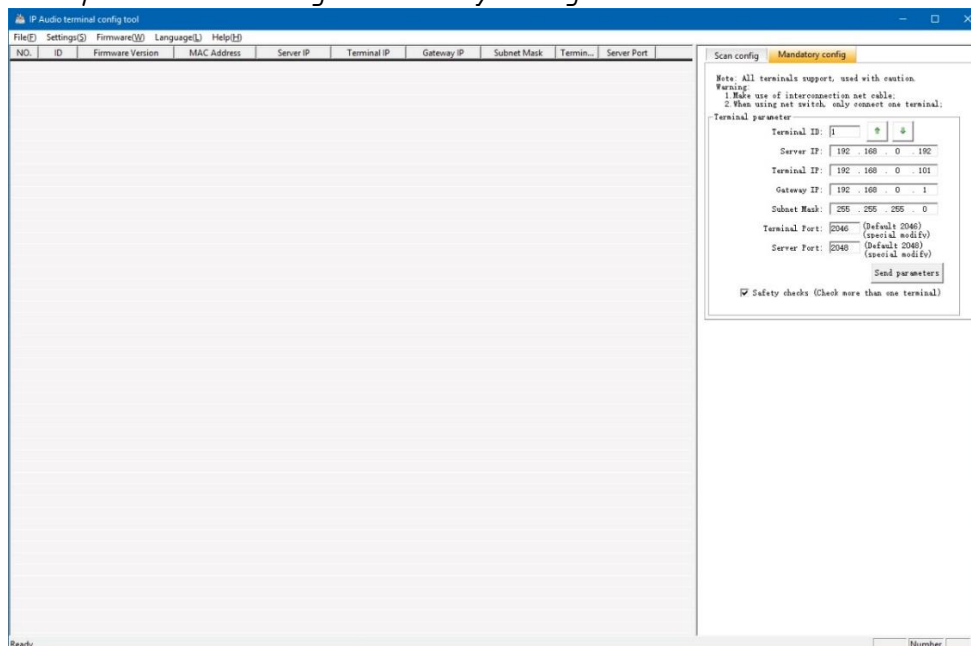 IP Audio terminal config tool
File(F) Settings(S) Firmware(W) Language(L) Help(H)
NO. ID Firmware Version MAC Address Server IP Terminal IP Gateway IP Subnet Mask Termin... Server Port
Scan config Mandatory config
Note: All terminals support, used with caution.
Warning:
1.Make use of interconnection net cable;
2.When using net switch, only connect one terminal;
Terminal parameter
Terminal ID: 1
Server IP: 192 . 168 . 0 . 192
Terminal IP: 192 . 168 . 0 . 101
Gateway IP: 192 . 168 . 0 . 1
Subnet Mask: 255 . 255 . 255 . 0
Terminal Port: 2046 (Default 2046)
(special modify)
Server Port: 2048 (Default 2048)
(special modify)
Send parameters
Safety checks (Check more than one terminal)
Ready Number